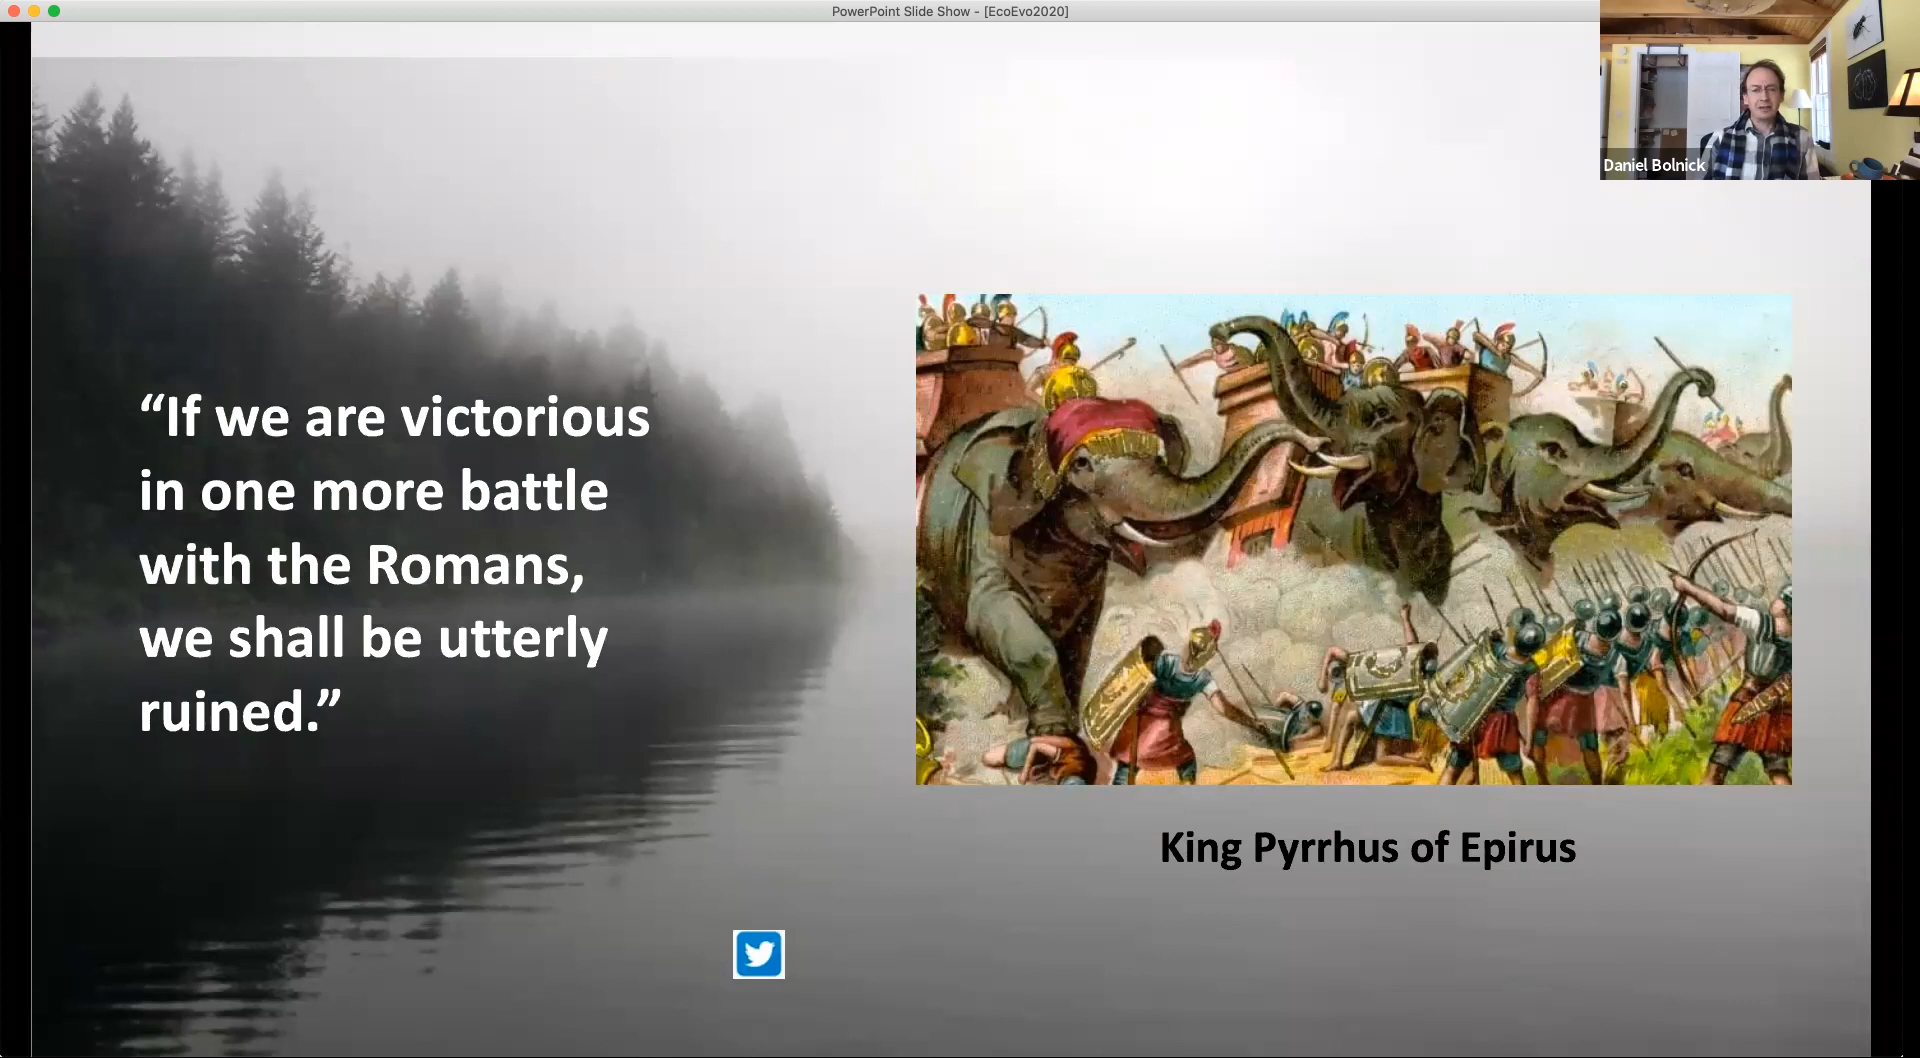 PowerPoint Slide Show - [EcoEvo2020]
Daniel Bolnick
“If we are victorious
in one more battle
with the Romans,
we shall be utterly
ruined.”
King Pyrrhus of Epirus